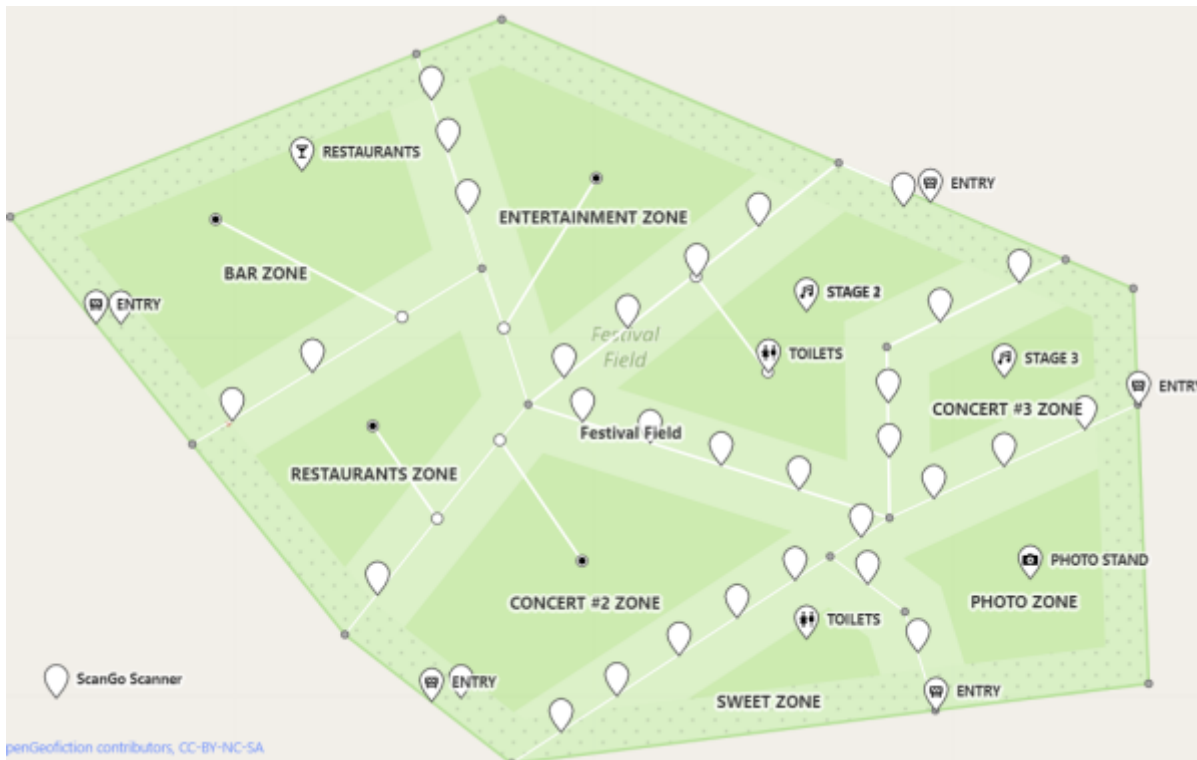 RESTAURANTS
ENTRY
ENTERTAINMENT ZONE
BAR ZONE
STAGE 2
ENTRY
Festival
Field
TOILETS
STAGE 3
ENTRY
CONCERT #3 ZONE
Festival Field
RESTAURANTS ZONE
PHOTO STAND
CONCERT #2 ZONE
PHOTO ZONE
TOILETS
ScanGo Scanner
ENTRY
ENTRY
SWEET ZONE
penGeofiction contributors, CC-BY-NC-SA